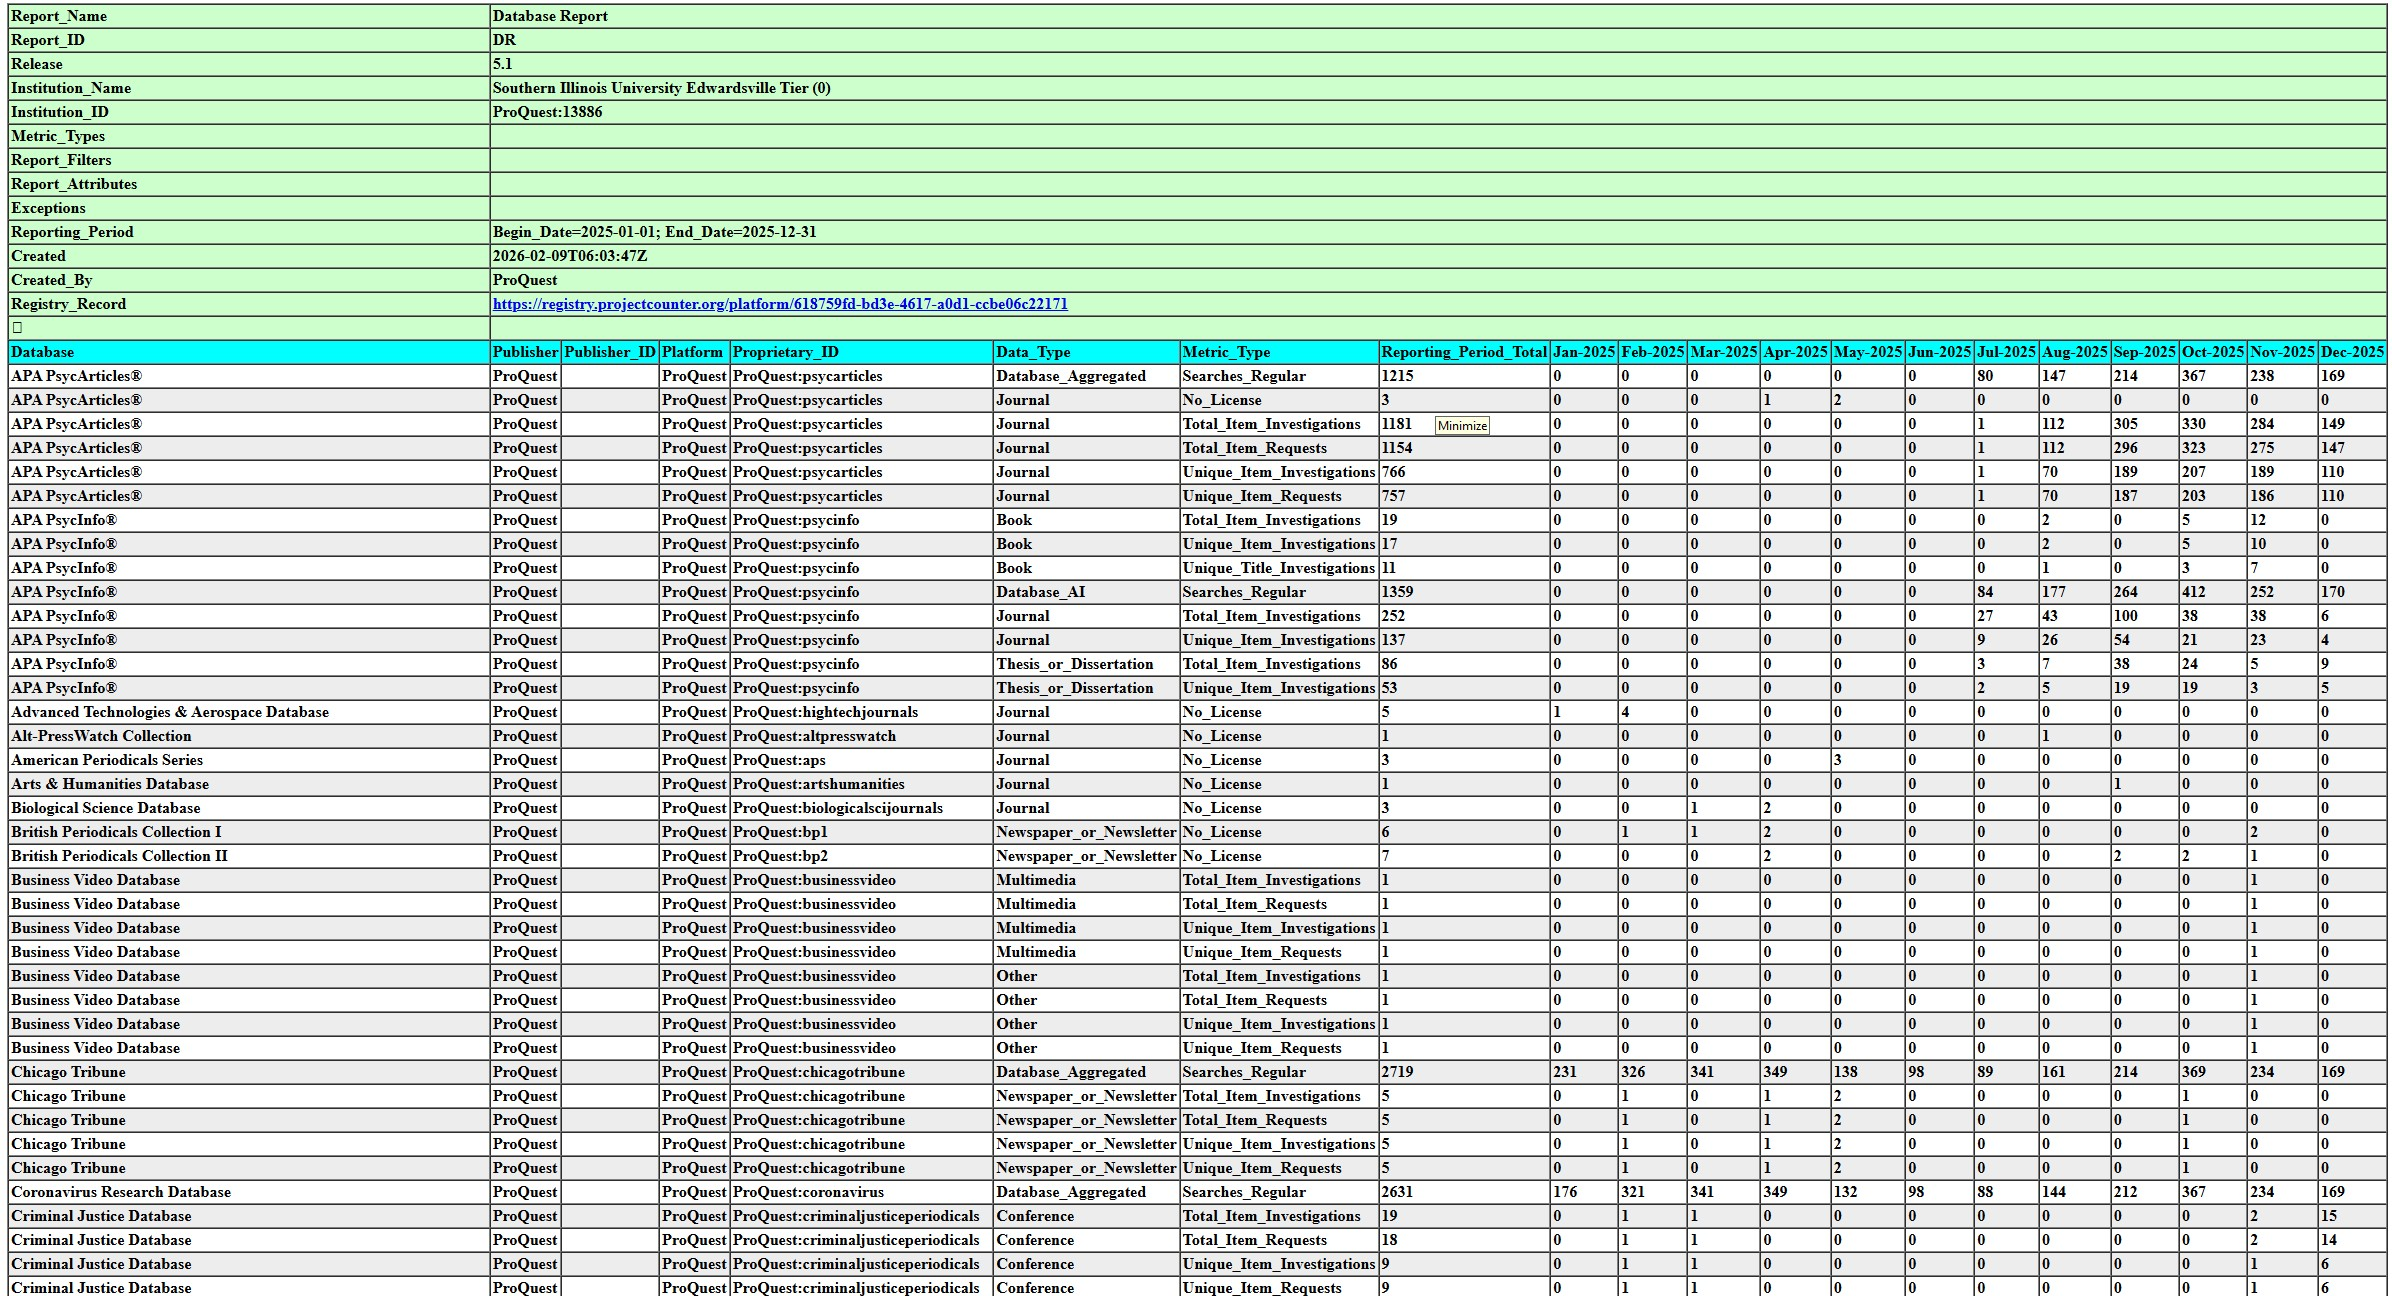 Report_Name Database Report
Report_ID DR
Release 5.1
Institution_Name Southern Illinois University Edwardsville Tier (0)
Institution_ID ProQuest:13886
Metric_Types
Report_Filters
Report_Attributes
Exceptions
Reporting_Period Begin_Date=2025-01-01; End_Date=2025-12-31
Created 2026-02-09T06:03:47Z
Created_By ProQuest
Registry_Record https://registry.projectcounter.org/platform/618759fd-bd3e-4617-a0d1-ccbe06c22171
Database Publisher Publisher_ID Platform Proprietary_ID Data_Type Metric_Type Reporting_Period_Total Jan-2025 Feb-2025 Mar-2025 Apr-2025 May-2025 Jun-2025 Jul-2025 Aug-2025 Sep-2025 Oct-2025 Nov-2025 Dec-2025
APA PsycArticles® ProQuest ProQuest ProQuest:psycarticles Database_Aggregated Searches_Regular 1215 0 0 0 0 0 0 80 147 214 367 238 169
APA PsycArticles® ProQuest ProQuest ProQuest:psycarticles Journal No_License 3 0 0 0 1 2 0 0 0 0 0 0 0
APA PsycArticles® ProQuest ProQuest ProQuest:psycarticles Journal Total_Item_Investigations 1181 Minimize 0 0 0 0 0 0 1 112 305 330 284 149
APA PsycArticles® ProQuest ProQuest ProQuest:psycarticles Journal Total_Item_Requests 1154 0 0 0 0 0 0 1 112 296 323 275 147
APA PsycArticles® ProQuest ProQuest ProQuest:psycarticles Journal Unique_Item_Investigations 766 0 0 0 0 0 0 1 70 189 207 189 110
APA PsycArticles® ProQuest ProQuest ProQuest:psycarticles Journal Unique_Item_Requests 757 0 0 0 0 0 0 1 70 187 203 186 110
APA PsycInfo® ProQuest ProQuest ProQuest:psycinfo Book Total_Item_Investigations 19 0 0 0 0 0 0 0 2 0 5 12 0
APA PsycInfo® ProQuest ProQuest ProQuest:psycinfo Book Unique_Item_Investigations 17 0 0 0 0 0 0 0 2 0 5 10 0
APA PsycInfo® ProQuest ProQuest ProQuest:psycinfo Book Unique_Title_Investigations 11 0 0 0 0 0 0 0 1 0 3 7 0
APA PsycInfo® ProQuest ProQuest ProQuest:psycinfo Database_AI Searches_Regular 1359 0 0 0 0 0 0 84 177 264 412 252 170
APA PsycInfo® ProQuest ProQuest ProQuest:psycinfo Journal Total_Item_Investigations 252 0 0 0 0 0 0 27 43 100 38 38 6
APA PsycInfo® ProQuest ProQuest ProQuest:psycinfo Journal Unique_Item_Investigations 137 0 0 0 0 0 0 9 26 54 21 23 4
APA PsycInfo® ProQuest ProQuest ProQuest:psycinfo Thesis_or_Dissertation Total_Item_Investigations 86 0 0 0 0 0 0 3 7 38 24 5 9
APA PsycInfo® ProQuest ProQuest ProQuest:psycinfo Thesis_or_Dissertation Unique_Item_Investigations 53 0 0 0 0 0 0 2 5 19 19 3 5
Advanced Technologies & Aerospace Database ProQuest ProQuest ProQuest:hightechjournals Journal No_License 5 1 4 0 0 0 0 0 0 0 0 0 0
Alt-PressWatch Collection ProQuest ProQuest ProQuest:altpresswatch Journal No_License 1 0 0 0 0 0 0 0 1 0 0 0 0
American Periodicals Series ProQuest ProQuest ProQuest:aps Journal No_License 3 0 0 0 0 3 0 0 0 0 0 0 0
Arts & Humanities Database ProQuest ProQuest ProQuest:artshumanities Journal No_License 1 0 0 0 0 0 0 0 0 1 0 0 0
Biological Science Database ProQuest ProQuest ProQuest:biologicalscijournals Journal No_License 3 0 0 1 2 0 0 0 0 0 0 0 0
British Periodicals Collection I ProQuest ProQuest ProQuest:bp1 Newspaper_or_Newsletter No_License 6 0 1 1 2 0 0 0 0 0 0 2 0
British Periodicals Collection II ProQuest ProQuest ProQuest:bp2 Newspaper_or_Newsletter No_License 7 0 0 0 2 0 0 0 0 2 2 1 0
Business Video Database ProQuest ProQuest ProQuest:businessvideo Multimedia Total_Item_Investigations 1 0 0 0 0 0 0 0 0 0 0 1 0
Business Video Database ProQuest ProQuest ProQuest:businessvideo Multimedia Total_Item_Requests 1 0 0 0 0 0 0 0 0 0 0 1 0
Business Video Database ProQuest ProQuest ProQuest:businessvideo Multimedia Unique_Item_Investigations 1 0 0 0 0 0 0 0 0 0 0 1 0
Business Video Database ProQuest ProQuest ProQuest:businessvideo Multimedia Unique_Item_Requests 1 0 0 0 0 0 0 0 0 0 0 1 0
Business Video Database ProQuest ProQuest ProQuest:businessvideo Other Total_Item_Investigations 1 0 0 0 0 0 0 0 0 0 0 1 0
Business Video Database ProQuest ProQuest ProQuest:businessvideo Other Total_Item_Requests 1 0 0 0 0 0 0 0 0 0 0 1 0
Business Video Database ProQuest ProQuest ProQuest:businessvideo Other Unique_Item_Investigations 1 0 0 0 0 0 0 0 0 0 0 1 0
Business Video Database ProQuest ProQuest ProQuest:businessvideo Other Unique_Item_Requests 1 0 0 0 0 0 0 0 0 0 0 1 0
Chicago Tribune ProQuest ProQuest ProQuest:chicagotribune Database_Aggregated Searches_Regular 2719 231 326 341 349 138 98 89 161 214 369 234 169
Chicago Tribune ProQuest ProQuest ProQuest:chicagotribune Newspaper_or_Newsletter Total_Item_Investigations 5 0 1 0 1 2 0 0 0 0 1 0 0
Chicago Tribune ProQuest ProQuest ProQuest:chicagotribune Newspaper_or_Newsletter Total_Item_Requests 5 0 1 0 1 2 0 0 0 0 1 0 0
Chicago Tribune ProQuest ProQuest ProQuest:chicagotribune Newspaper_or_Newsletter Unique_Item_Investigations 5 0 1 0 1 2 0 0 0 0 1 0 0
Chicago Tribune ProQuest ProQuest ProQuest:chicagotribune Newspaper_or_Newsletter Unique_Item_Requests 5 0 1 0 1 2 0 0 0 0 1 0 0
Coronavirus Research Database ProQuest ProQuest ProQuest:coronavirus Database_Aggregated Searches_Regular 2631 176 321 341 349 132 98 88 144 212 367 234 169
Criminal Justice Database ProQuest ProQuest ProQuest:criminaljusticeperiodicals Conference Total_Item_Investigations 19 0 1 1 0 0 0 0 0 0 0 2 15
Criminal Justice Database ProQuest ProQuest ProQuest:criminaljusticeperiodicals Conference Total_Item_Requests 18 0 1 1 0 0 0 0 0 0 0 2 14
Criminal Justice Database ProQuest ProQuest ProQuest:criminaljusticeperiodicals Conference Unique_Item_Investigations 9 0 1 1 0 0 0 0 0 0 0 1 6
Criminal Justice Database ProQuest ProQuest ProQuest:criminaljusticeperiodicals Conference Unique_Item_Requests 9 0 1 1 0 0 0 0 0 0 0 1 6